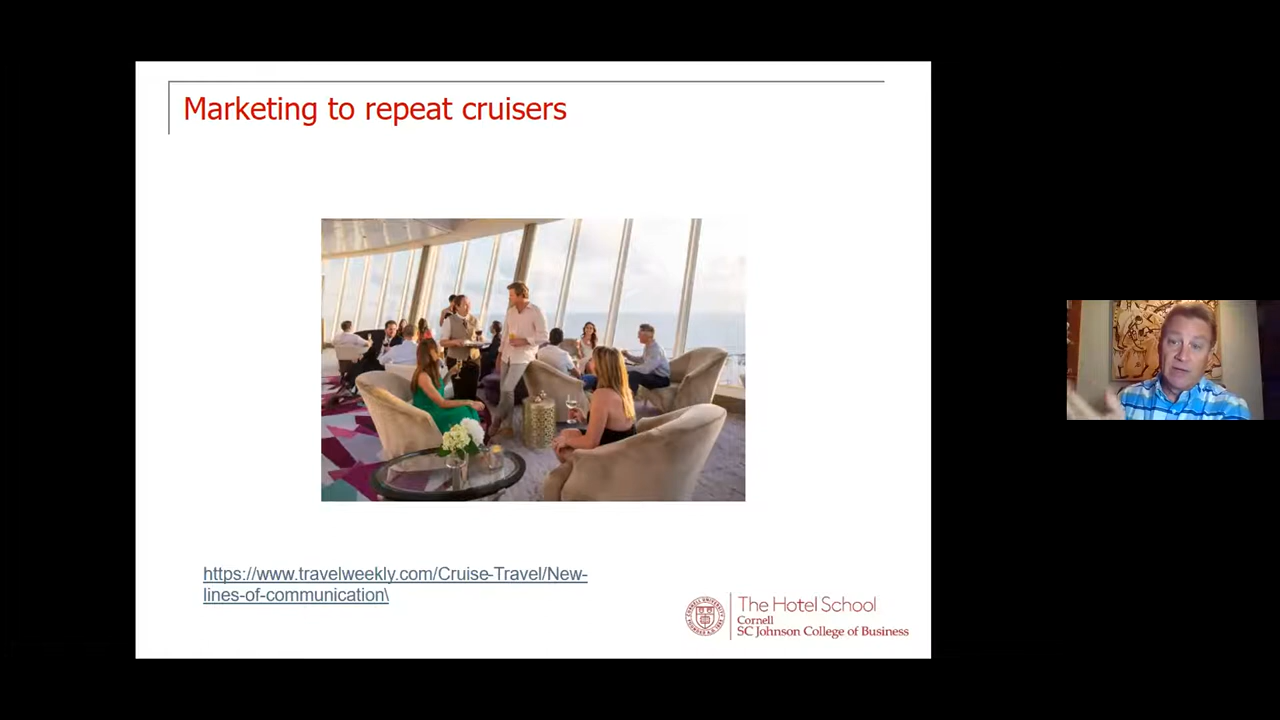 Marketing to repeat cruisers
https://www.travelweekly.com/Cruise-Travel/New-
lines-of-communication\
The Hotel School
Cornell
SC Johnson College of Business